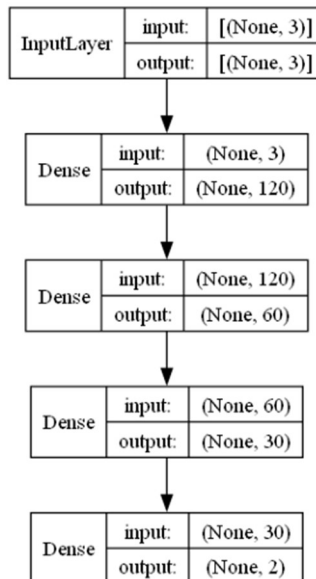 InputLayer input: [(None, 3)]
output: [(None, 3)]
Dense input: (None, 3)
output: (None, 120)
Dense input: (None, 120)
output: (None, 60)
Dense input: (None, 60)
output: (None, 30)
Dense input: (None, 30)
output: (None, 2)